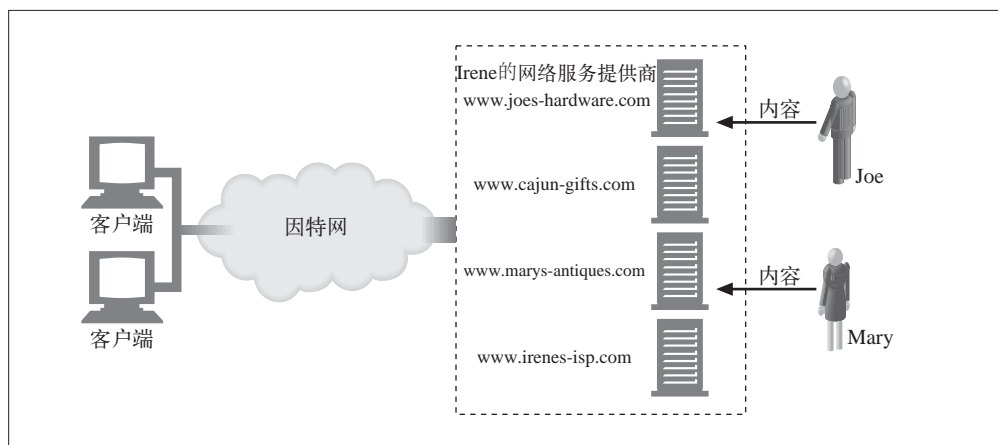 Irene的网络服务提供商
www.joes-hardware.com
内容
Joe
www.cajun-gifts.com
客户端
因特网
www.marys-antiques.com
内容
客户端
Mary
www.irenes-isp.com